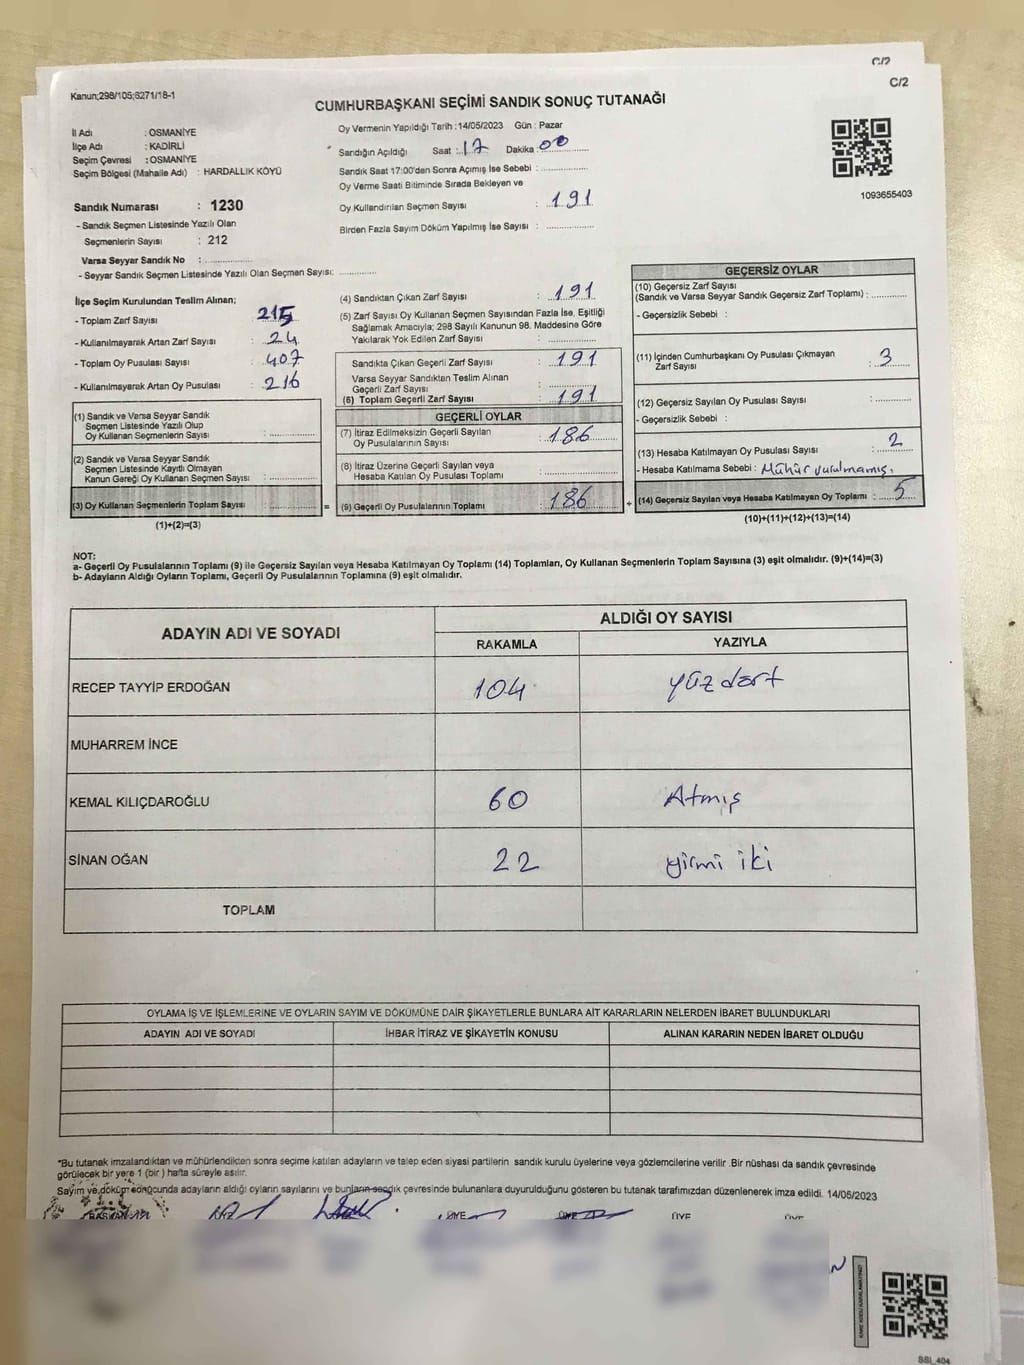 C/2
C/2
Kanun;298/105;6271/18-1
CUMHURBAŞKANI SEÇİMİ SANDIK SONUÇ TUTANAĞI
İl Adı : OSMANİYE
İlçe Adı : KADİRLİ
Seçim Çevresi : OSMANİYE
Seçim Bölgesi (Mahalle Adı) : HARDALLIK KÖYÜ
Sandık Numarası : 1230
- Sandık Seçmen Listesinde Yazılı Olan
Seçmenlerin Sayısı : 212
Varsa Seyyar Sandık No :
- Seyyar Sandık Seçmen Listesinde Yazılı Olan Seçmen Sayısı:
Oy Vermenin Yapıldığı Tarih : 14/05/2023 Gün : Pazar
Sandığın Açıldığı Saat : 17 Dakika : 00
Sandık Saat 17:00'den Sonra Açımış İse Sebebi :
Oy Verme Saati Bitiminde Sırada Bekleyen ve
Oy Kullandırılan Seçmen Sayısı : 191
Birden Fazla Sayım Döküm Yapılmış İse Sayısı :
1093655403
İlçe Seçim Kurulundan Teslim Alınan;
- Toplam Zarf Sayısı : 215
- Kullanılmayarak Artan Zarf Sayısı : 24
- Toplam Oy Pusulası Sayısı : 407
- Kullanılmayarak Artan Oy Pusulası : 216
(1) Sandık ve Varsa Seyyar Sandık
Seçmen Listesinde Yazılı Olup
Oy Kullanan Seçmenlerin Sayısı :
(2) Sandık ve Varsa Seyyar Sandık
Seçmen Listesinde Kayıtlı Olmayan
Kanun Gereği Oy Kullanan Seçmen Sayısı :
(3) Oy Kullanan Seçmenlerin Toplam Sayısı :
(1)+(2)=(3)
(4) Sandıktan Çıkan Zarf Sayısı : 191
(5) Zarf Sayısı Oy Kullanan Seçmen Sayısından Fazla İse, Eşitliği
Sağlamak Amacıyla; 298 Sayılı Kanunun 98. Maddesine Göre
Yakılarak Yok Edilen Zarf Sayısı :
Sandıkta Çıkan Geçerli Zarf Sayısı : 191
Varsa Seyyar Sandıktan Teslim Alınan
Geçerli Zarf Sayısı :
(6) Toplam Geçerli Zarf Sayısı : 191
GEÇERLİ OYLAR
(7) İtiraz Edilmeksizin Geçerli Sayılan
Oy Pusulalarının Sayısı : 186
(8) İtiraz Üzerine Geçerli Sayılan veya
Hesaba Katılan Oy Pusulası Toplamı :
= (9) Geçerli Oy Pusulalarının Toplamı : 186 +
GEÇERSİZ OYLAR
(10) Geçersiz Zarf Sayısı
(Sandık ve Varsa Seyyar Sandık Geçersiz Zarf Toplamı) :
- Geçersizlik Sebebi :
(11) İçinden Cumhurbaşkanı Oy Pusulası Çıkmayan
Zarf Sayısı : 3
(12) Geçersiz Sayılan Oy Pusulası Sayısı :
- Geçersizlik Sebebi :
(13) Hesaba Katılmayan Oy Pusulası Sayısı : 2
- Hesaba Katılmama Sebebi : Mühür vurulmamış.
(14) Geçersiz Sayılan veya Hesaba Katılmayan Oy Toplamı : 5
(10)+(11)+(12)+(13)=(14)
NOT:
a- Geçerli Oy Pusulalarının Toplamı (9) ile Geçersiz Sayılan veya Hesaba Katılmayan Oy Toplamı (14) Toplamları, Oy Kullanan Seçmenlerin Toplam Sayısına (3) eşit olmalıdır. (9)+(14)=(3)
b- Adayların Aldığı Oyların Toplamı, Geçerli Oy Pusulalarının Toplamına (9) eşit olmalıdır.
ADAYIN ADI VE SOYADI ALDIĞI OY SAYISI
RAKAMLA YAZIYLA
RECEP TAYYİP ERDOĞAN 104 yüz dört
MUHARREM İNCE
KEMAL KILIÇDAROĞLU 60 Atmış
SİNAN OĞAN 22 yirmi iki
TOPLAM
OYLAMA İŞ VE İŞLEMLERİNE VE OYLARIN SAYIM VE DÖKÜMÜNE DAİR ŞİKAYETLERLE BUNLARA AİT KARARLARIN NELERDEN İBARET BULUNDUKLARI
ADAYIN ADI VE SOYADI İHBAR İTİRAZ VE ŞİKAYETİN KONUSU ALINAN KARARIN NEDEN İBARET OLDUĞU
*Bu tutanak imzalandıktan ve mühürlendikten sonra seçime katılan adayların ve talep eden siyasi partilerin sandık kurulu üyelerine veya gözlemcilerine verilir .Bir nüshası da sandık çevresinde
görülecek bir yere 1 (bir ) hafta süreyle asılır.
Sayım ve döküm sonucunda adayların aldığı oyların sayılarını ve bunların sandık çevresinde bulunanlara duyurulduğunu gösteren bu tutanak tarafımızdan düzenlenerek imza edildi. 14/05/2023
BAŞKAN ÜYE ÜYE ÜYE ÜYE
KARE KODU KARALAMAYINIZ!
SBI_404